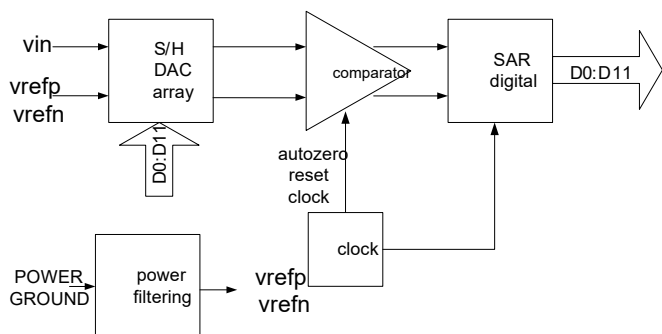 vin
vrefp
vrefn
S/H
DAC
array
D0:D11
comparator
SAR
digital
D0:D11
autozero
reset
clock
clock
POWER
GROUND
power
filtering
vrefp
vrefn